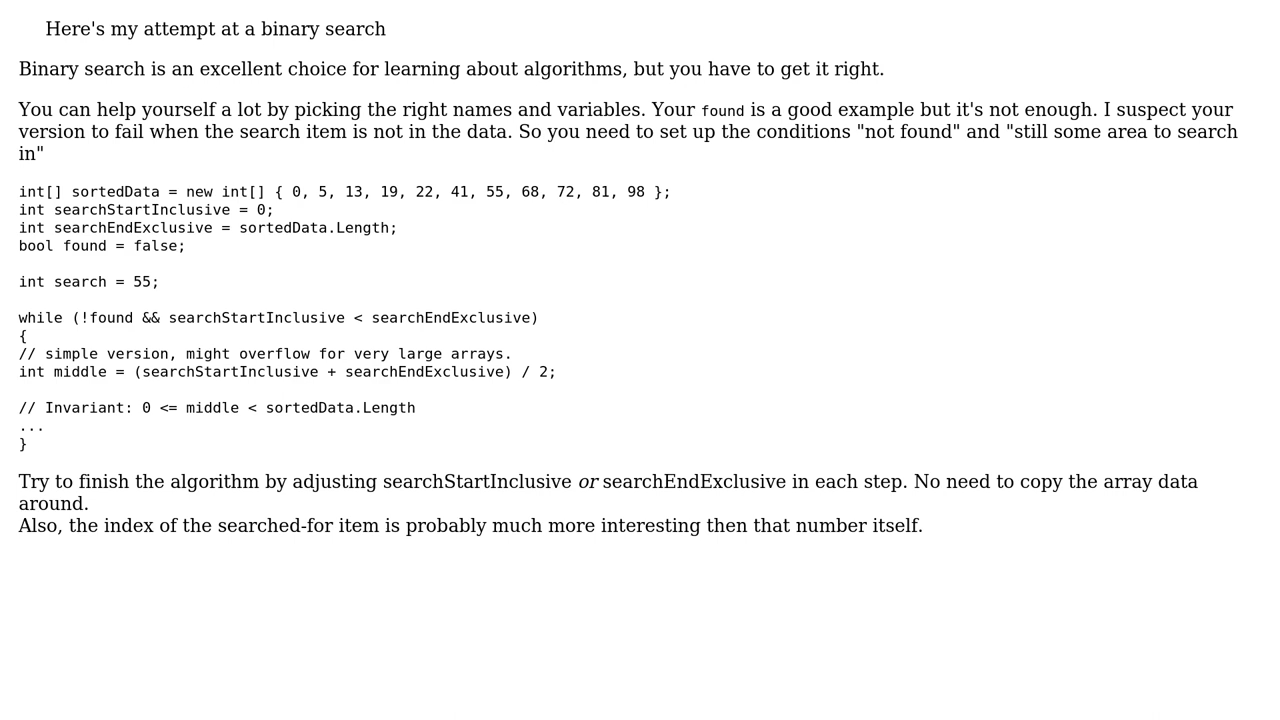 Here's my attempt at a binary search
Binary search is an excellent choice for learning about algorithms, but you have to get it right.
You can help yourself a lot by picking the right names and variables. Your found is a good example but it's not enough. I suspect your
version to fail when the search item is not in the data. So you need to set up the conditions "not found" and "still some area to search
in"
int[] sortedData = new int[] { 0, 5, 13, 19, 22, 41, 55, 68, 72, 81, 98 };
int searchStartInclusive = 0;
int searchEndExclusive = sortedData.Length;
bool found = false;
int search = 55;
while (!found && searchStartInclusive < searchEndExclusive)
{
// simple version, might overflow for very large arrays.
int middle = (searchStartInclusive + searchEndExclusive) / 2;
// Invariant: 0 <= middle < sortedData.Length
...
}
Try to finish the algorithm by adjusting searchStartInclusive or searchEndExclusive in each step. No need to copy the array data
around.
Also, the index of the searched-for item is probably much more interesting then that number itself.